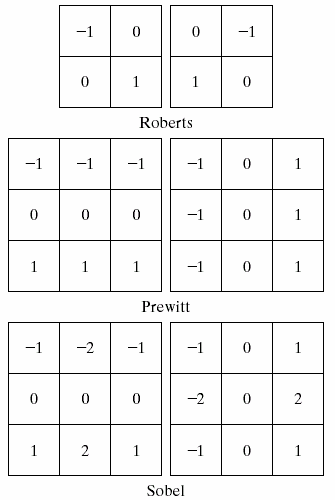 −1 0 0 −1
0 1 1 0
Roberts
−1 −1 −1 −1 0 1
0 0 0 −1 0 1
1 1 1 −1 0 1
Prewitt
−1 −2 −1 −1 0 1
0 0 0 −2 0 2
1 2 1 −1 0 1
Sobel